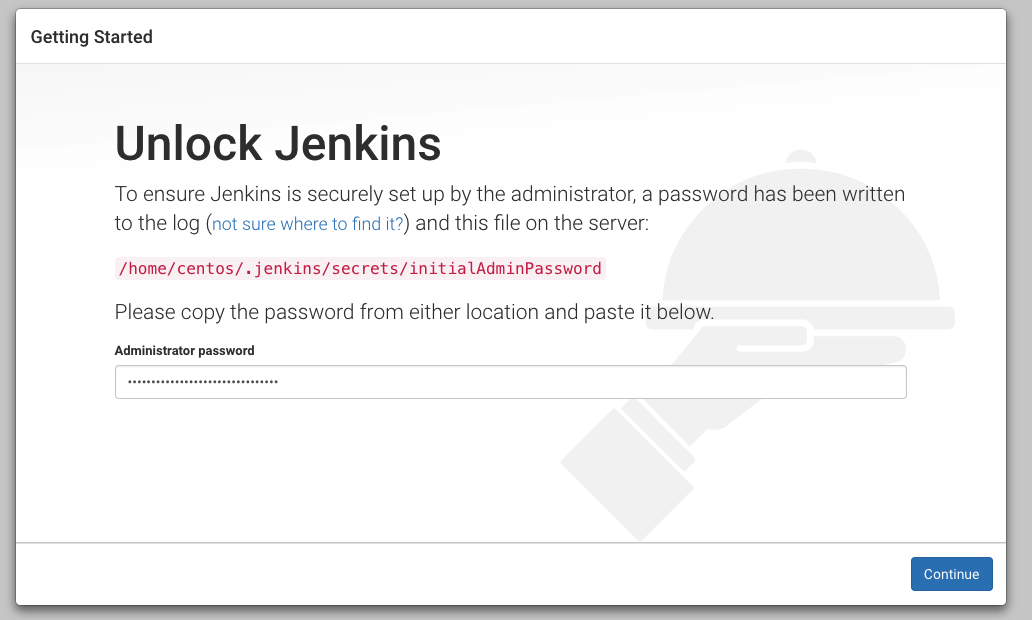 Getting Started
Unlock Jenkins
To ensure Jenkins is securely set up by the administrator, a password has been written
to the log (not sure where to find it?) and this file on the server:
/home/centos/.jenkins/secrets/initialAdminPassword
Please copy the password from either location and paste it below.
Administrator password
••••••••••••••••••••••••••••••••
Continue